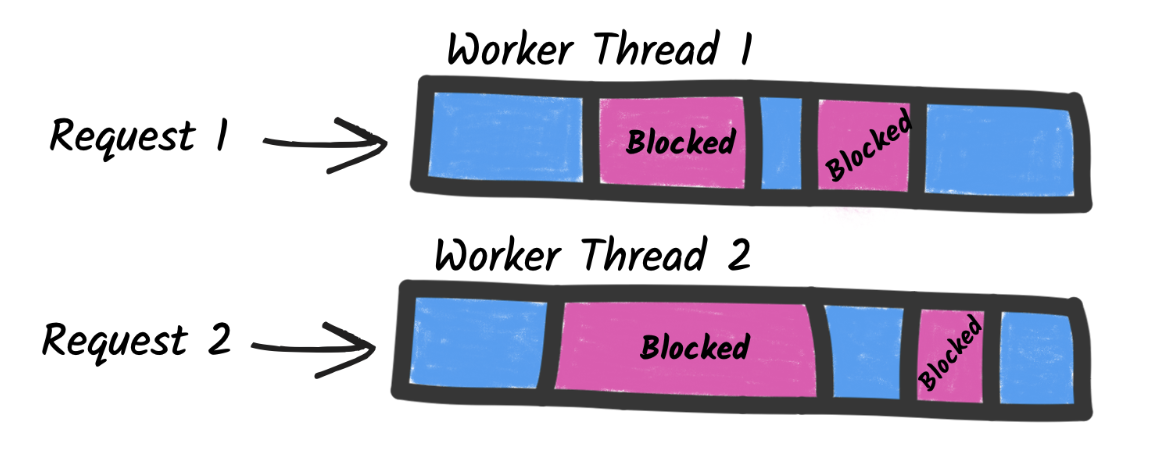 Worker Thread 1
Request 1
Blocked
Blocked
Worker Thread 2
Request 2
Blocked
Blocked